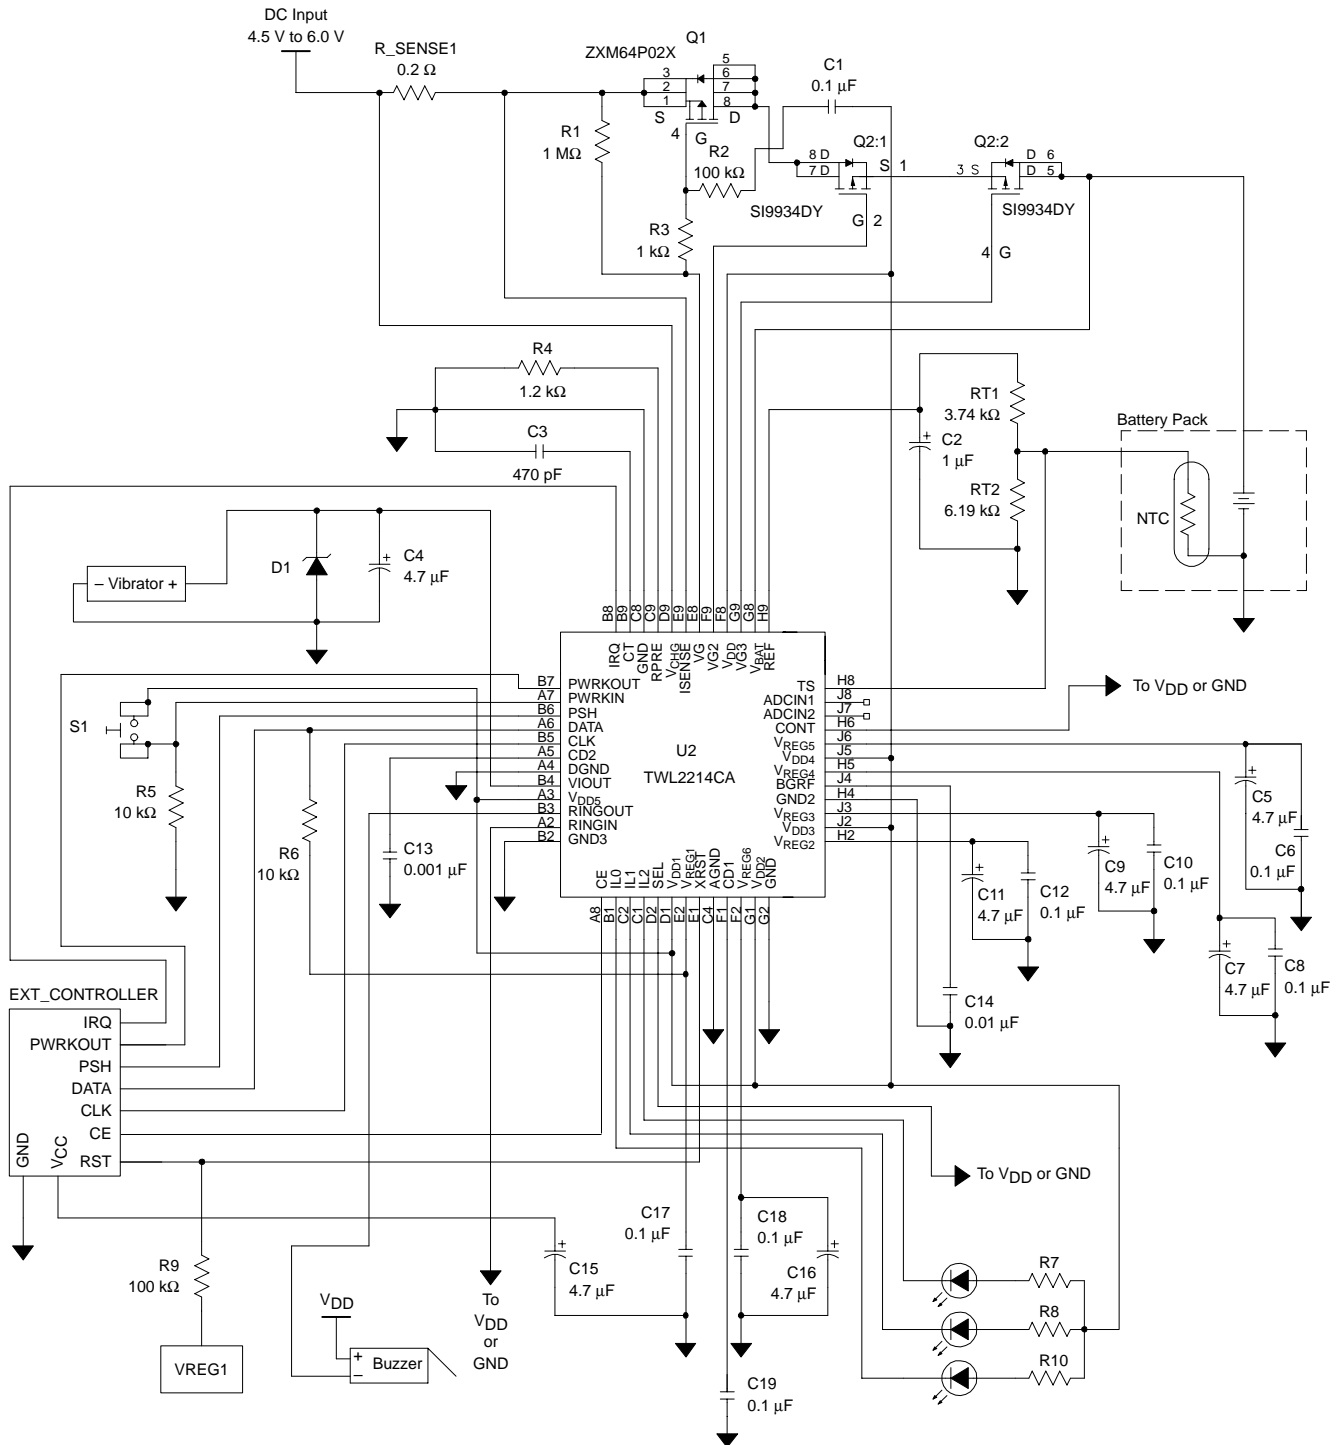 DC Input
4.5 V to 6.0 V
R_SENSE1
0.2 Ω
ZXM64P02X
Q1
3
2
1
5
6
7
8
S
D
4
G
C1
0.1 µF
R1
1 MΩ
R2
100 kΩ
R3
1 kΩ
Q2:1
8 D
7 D
S 1
SI9934DY
G 2
Q2:2
3 S
D 6
D 5
SI9934DY
4 G
R4
1.2 kΩ
C3
470 pF
RT1
3.74 kΩ
C2
1 µF
RT2
6.19 kΩ
Battery Pack
NTC
– Vibrator +
D1
C4
4.7 µF
B8
B9
C8
C9
D9
E9
E8
F9
F8
G9
G8
H9
IRQ
CT
GND
RPRE
VCHG
ISENSE
VG
VG2
VDD
VG3
VBAT
REF
B7 PWRKOUT
A7 PWRKIN
B6 PSH
A6 DATA
B5 CLK
A5 CD2
A4 DGND
B4 VIOUT
A3 VDD5
B3 RINGOUT
A2 RINGIN
B2 GND3
U2
TWL2214CA
TS H8
ADCIN1 J8
ADCIN2 J7
CONT H6
VREG5 J6
VDD4 J5
VREG4 H5
BGRF J4
GND2 H4
VREG3 J3
VDD3 J2
VREG2 H2
To VDD or GND
CE
IL0
IL1
IL2
SEL
VDD1
VREG1
XRST
AGND
CD1
VREG6
VDD2
GND
A8
B1
C2
C1
D2
D1
E2
E1
C4
F1
F2
G1
G2
S1
R5
10 kΩ
R6
10 kΩ
C13
0.001 µF
C5
4.7 µF
C6
0.1 µF
C9
4.7 µF
C10
0.1 µF
C11
4.7 µF
C12
0.1 µF
C7
4.7 µF
C8
0.1 µF
C14
0.01 µF
EXT_CONTROLLER
IRQ
PWRKOUT
PSH
DATA
CLK
CE
RST
GND
VCC
To VDD or GND
R9
100 kΩ
VREG1
VDD
+
–
Buzzer
To
VDD
or
GND
C15
4.7 µF
C17
0.1 µF
C18
0.1 µF
C16
4.7 µF
C19
0.1 µF
R7
R8
R10